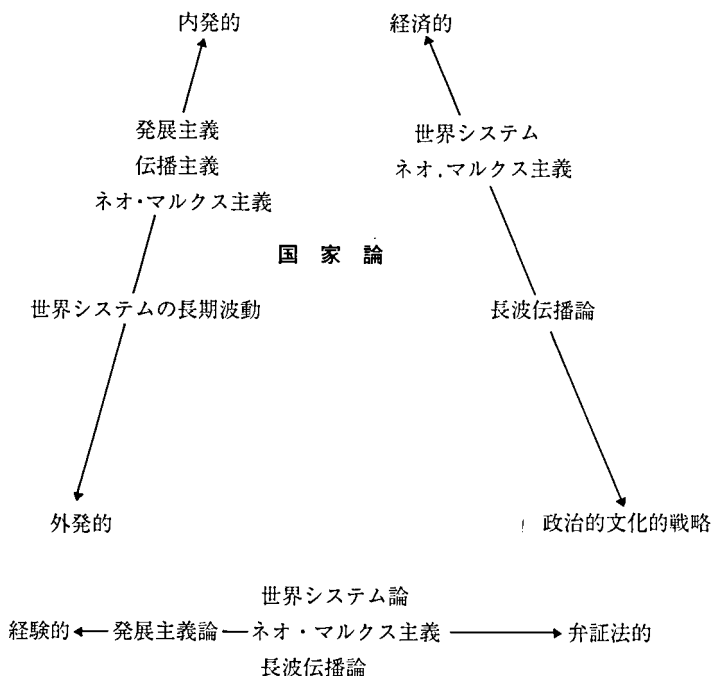 内発的
経済的
発展主義
伝播主義
ネオ・マルクス主義
世界システム
ネオ.マルクス主義
国家論
世界システムの長期波動
長波伝播論
外発的
政治的文化的戦略
世界システム論
経験的 発展主義論 ネオ・マルクス主義 弁証法的
長波伝播論